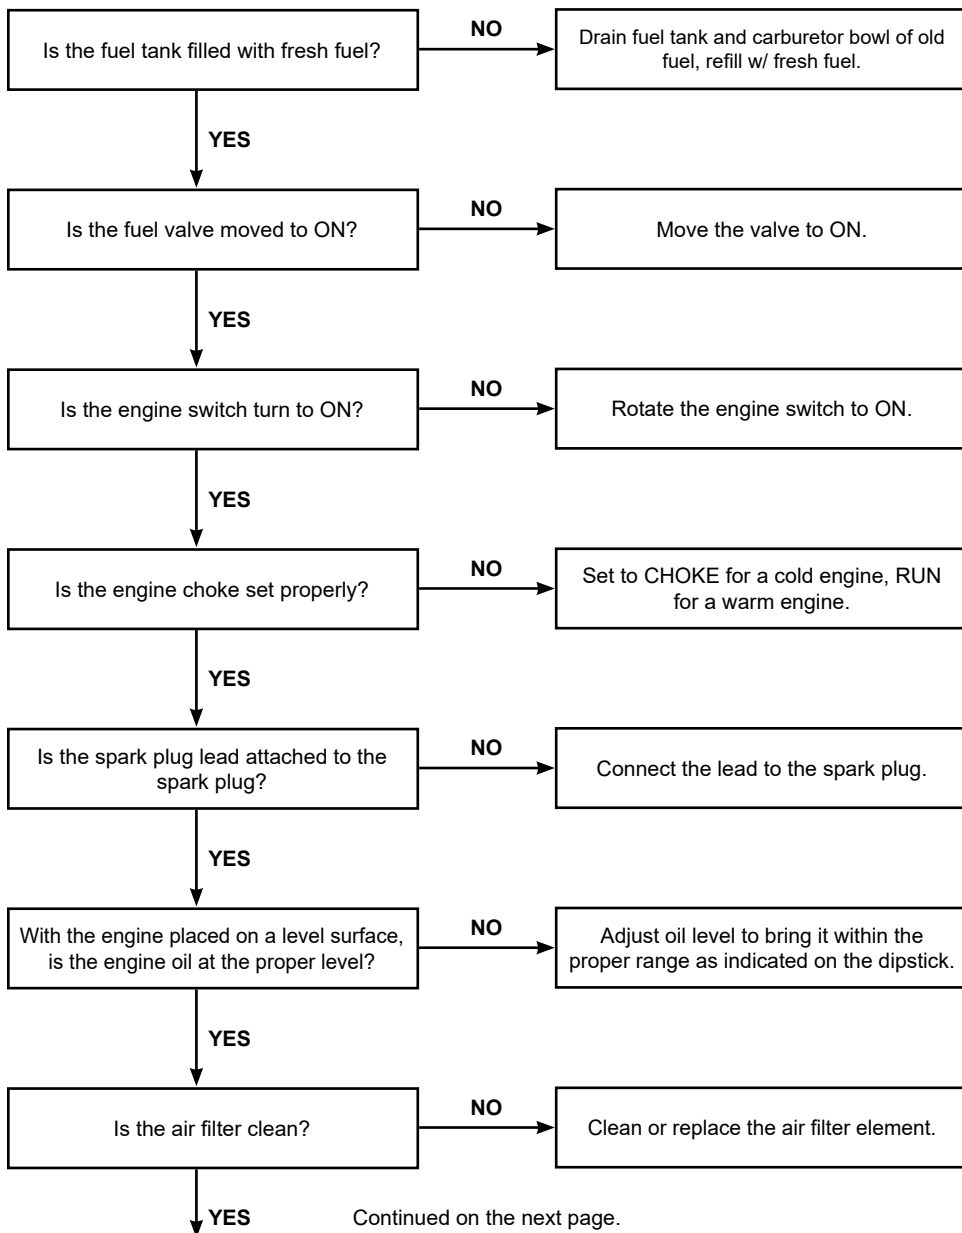 Is the fuel tank filled with fresh fuel?
NO
Drain fuel tank and carburetor bowl of old
fuel, refill w/ fresh fuel.
YES
Is the fuel valve moved to ON?
NO
Move the valve to ON.
YES
Is the engine switch turn to ON?
NO
Rotate the engine switch to ON.
YES
Is the engine choke set properly?
NO
Set to CHOKE for a cold engine, RUN
for a warm engine.
YES
Is the spark plug lead attached to the
spark plug?
NO
Connect the lead to the spark plug.
YES
With the engine placed on a level surface,
is the engine oil at the proper level?
NO
Adjust oil level to bring it within the
proper range as indicated on the dipstick.
YES
Is the air filter clean?
NO
Clean or replace the air filter element.
YES
Continued on the next page.